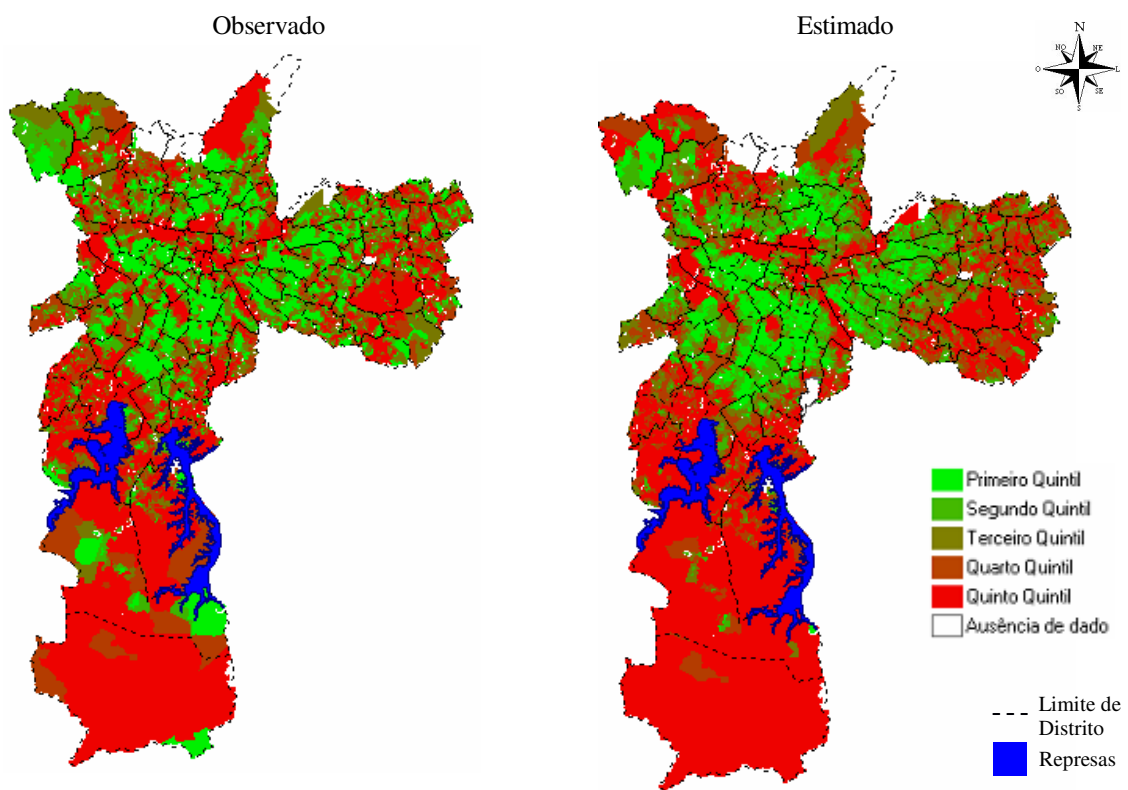 Observado
Estimado
N
NO
NE
O
L
SO
SE
S
Primeiro Quintil
Segundo Quintil
Terceiro Quintil
Quarto Quintil
Quinto Quintil
Ausência de dado
Limite de
Distrito
Represas